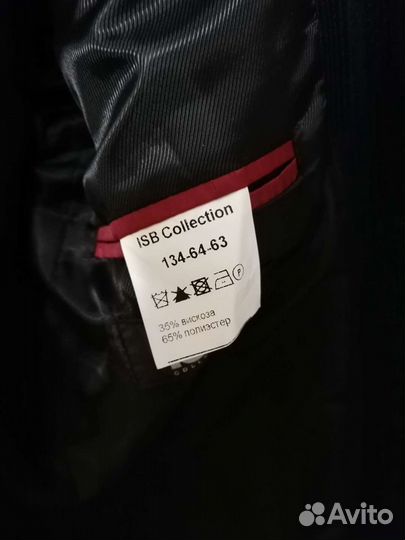 ISB Collection
134-64-63
P
35% вискоза
65% полиэстер
Avito